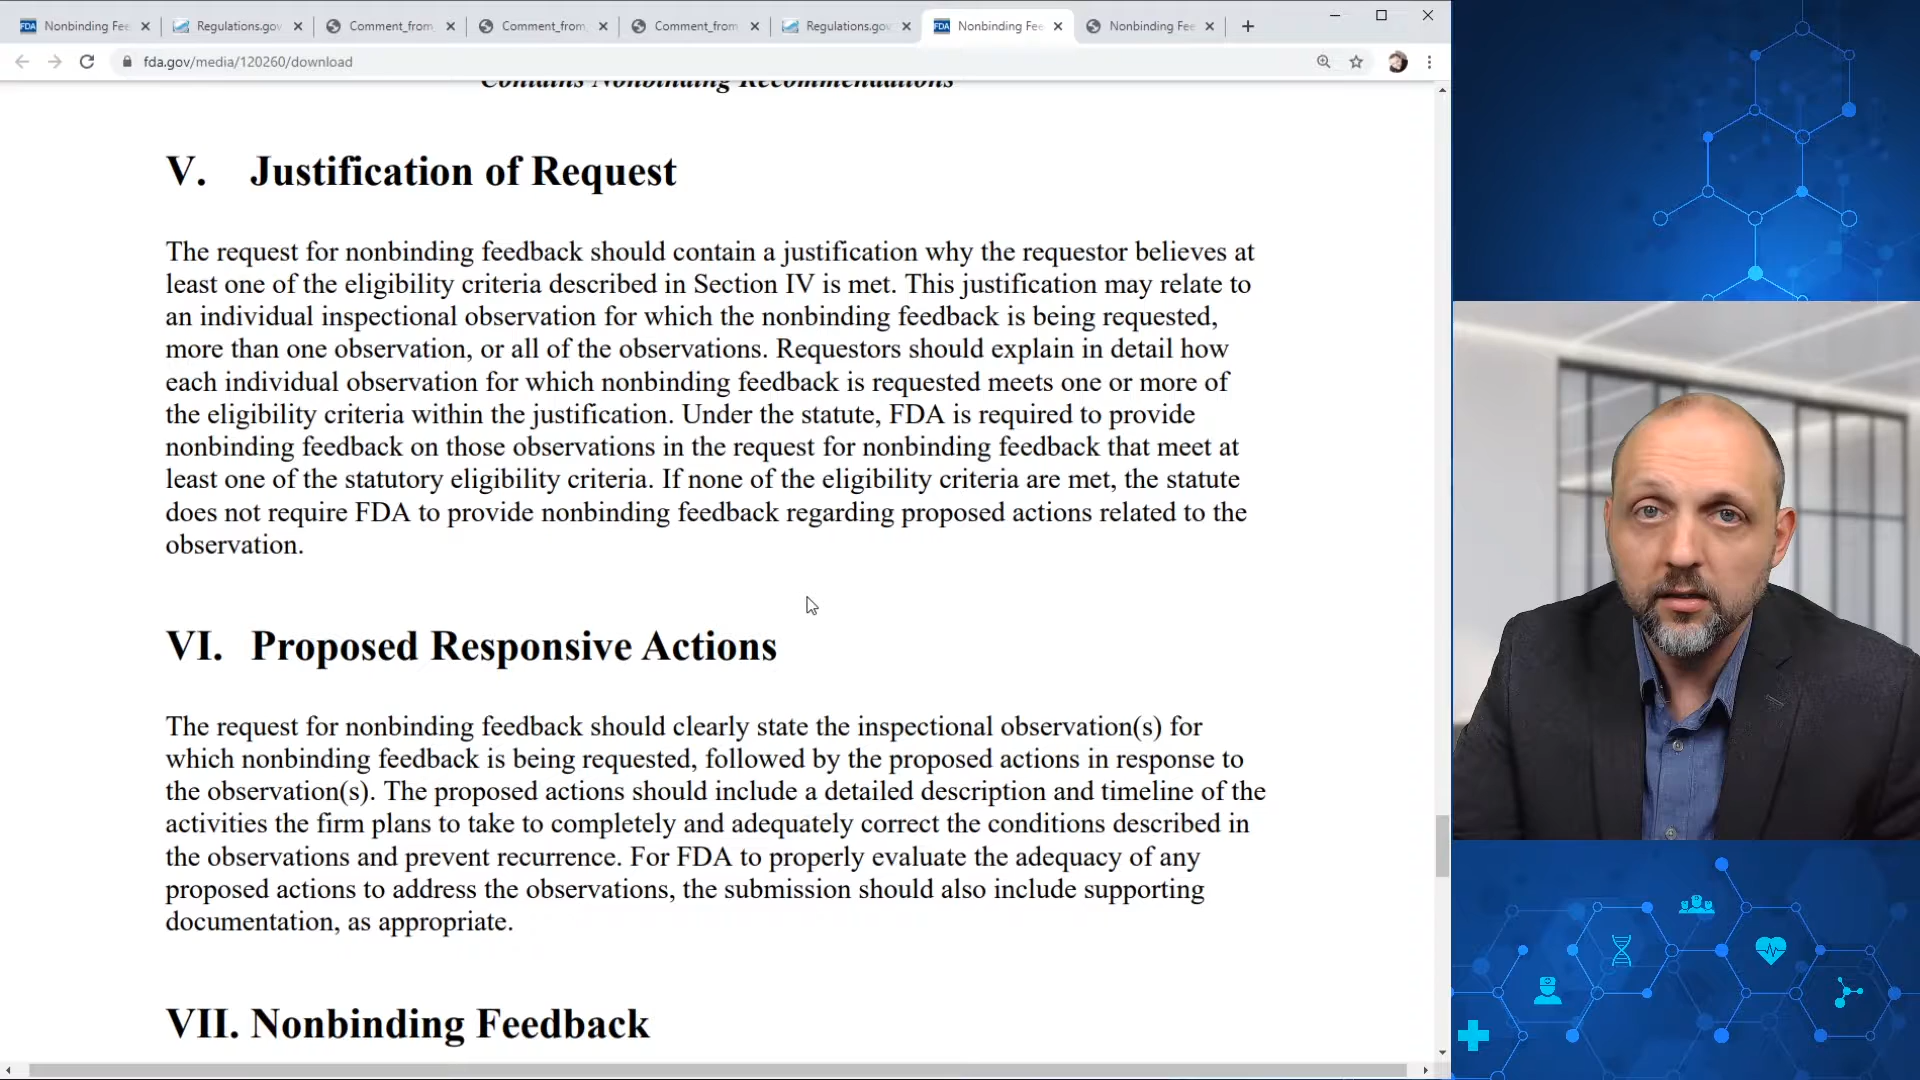 FDA Nonbinding Fee
Regulations.gov
Comment_from_
Comment_from_
Comment_from_
Regulations.gov
FDA Nonbinding Fee
Nonbinding Fee
fda.gov/media/120260/download
Contains Nonbinding Recommendations
V. Justification of Request
The request for nonbinding feedback should contain a justification why the requestor believes at
least one of the eligibility criteria described in Section IV is met. This justification may relate to
an individual inspectional observation for which the nonbinding feedback is being requested,
more than one observation, or all of the observations. Requestors should explain in detail how
each individual observation for which nonbinding feedback is requested meets one or more of
the eligibility criteria within the justification. Under the statute, FDA is required to provide
nonbinding feedback on those observations in the request for nonbinding feedback that meet at
least one of the statutory eligibility criteria. If none of the eligibility criteria are met, the statute
does not require FDA to provide nonbinding feedback regarding proposed actions related to the
observation.
VI. Proposed Responsive Actions
The request for nonbinding feedback should clearly state the inspectional observation(s) for
which nonbinding feedback is being requested, followed by the proposed actions in response to
the observation(s). The proposed actions should include a detailed description and timeline of the
activities the firm plans to take to completely and adequately correct the conditions described in
the observations and prevent recurrence. For FDA to properly evaluate the adequacy of any
proposed actions to address the observations, the submission should also include supporting
documentation, as appropriate.
VII. Nonbinding Feedback